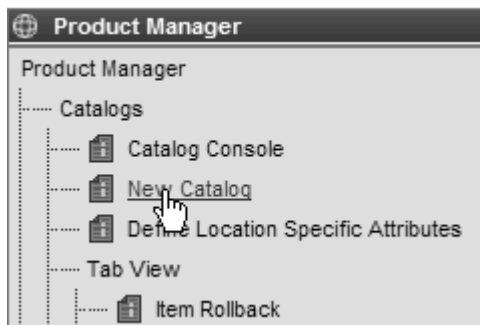 Product Manager
Product Manager
Catalogs
Catalog Console
New Catalog
Define Location Specific Attributes
Tab View
Item Rollback